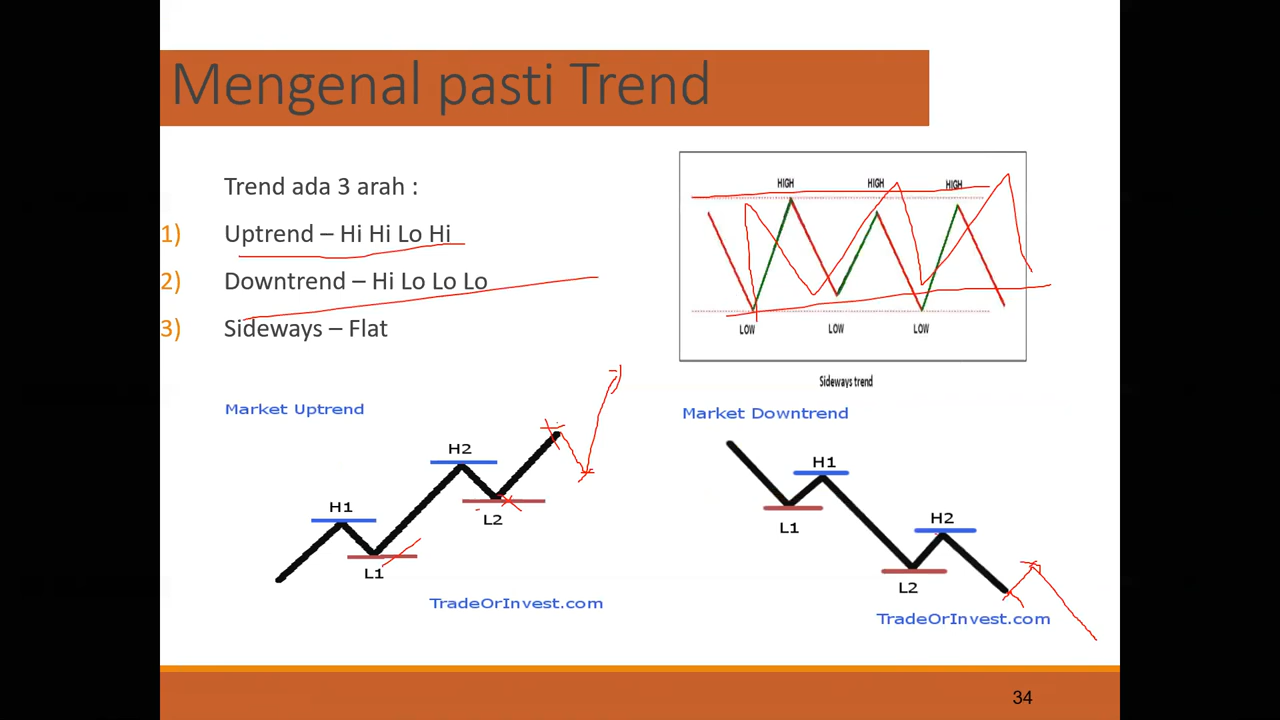 Mengenal pasti Trend
Trend ada 3 arah :
1) Uptrend – Hi Hi Lo Hi
2) Downtrend – Hi Lo Lo Lo
3) Sideways – Flat
HIGH HIGH HIGH
LOW LOW LOW
Sideways trend
Market Uptrend
H2
H1
L2
L1
TradeOrInvest.com
Market Downtrend
H1
L1
H2
L2
TradeOrInvest.com
34